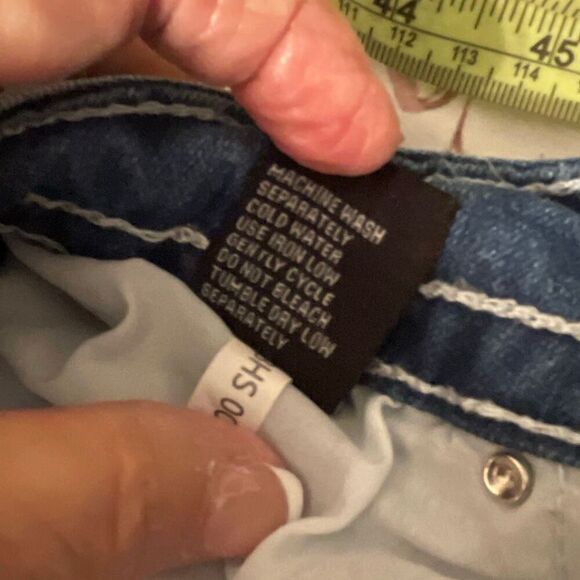 44
45
111
112
113
114
MACHINE WASH
SEPARATELY
COLD WATER
USE IRON LOW
GENTLY CYCLE
DO NOT BLEACH
TUMBLE DRY LOW
SEPARATELY